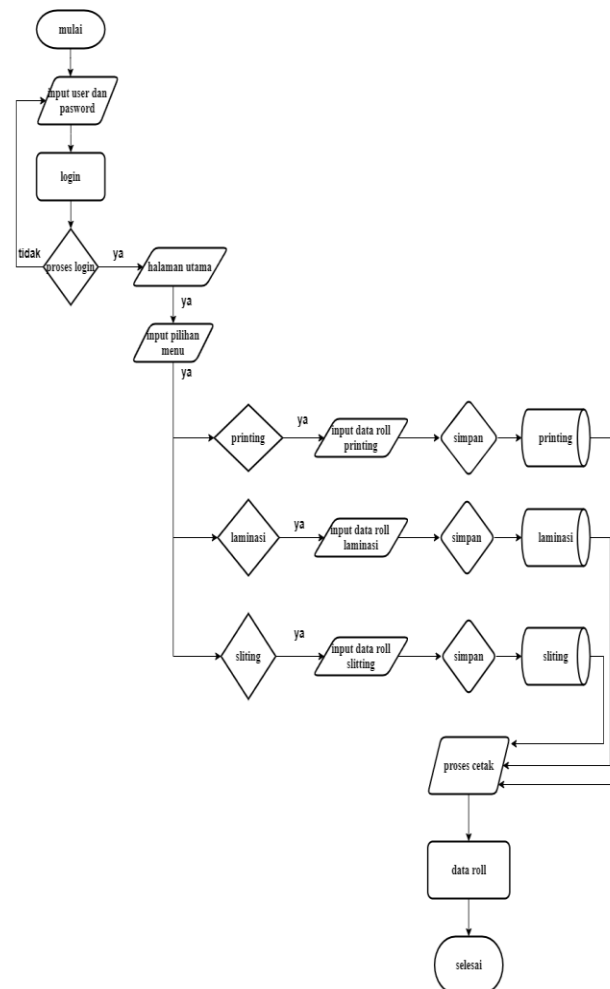 mulai
input user dan
pasword
login
tidak
proses login
ya
halaman utama
ya
input pilihan
menu
ya
printing
ya
input data roll
printing
simpan
printing
laminasi
ya
input data roll
laminasi
simpan
laminasi
sliting
ya
input data roll
slitting
simpan
sliting
proses cetak
data roll
selesai